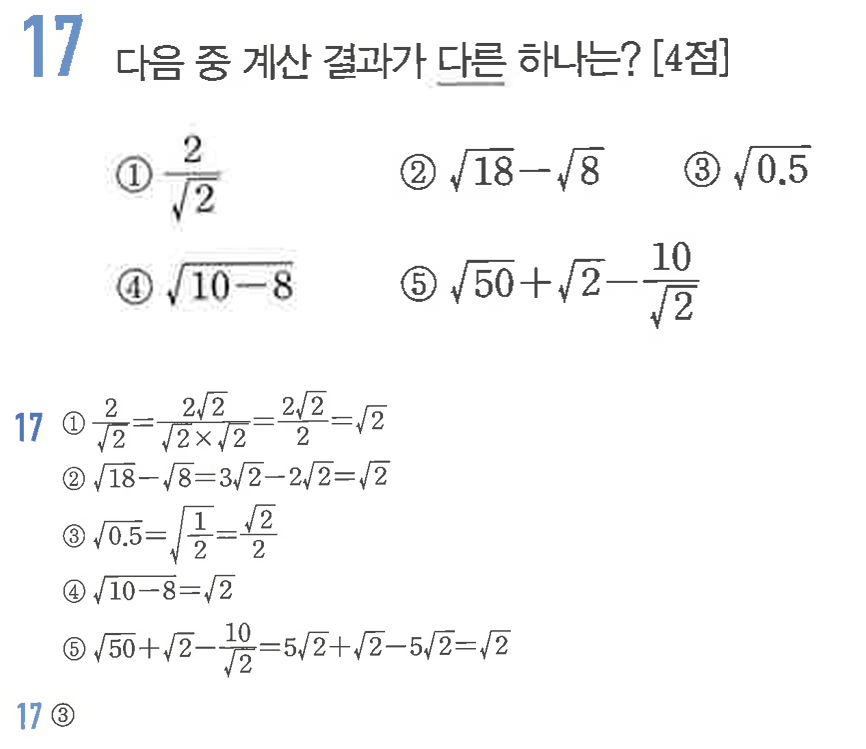 17 다음 중 계산 결과가 다른 하나는? [4점]
① 2/√2 ② √18−√8 ③ √0.5
④ √(10−8) ⑤ √50+√2−10/√2
17 ① 2/√2=2√2/(√2×√2)=2√2/2=√2
② √18−√8=3√2−2√2=√2
③ √0.5=√(1/2)=√2/2
④ √(10−8)=√2
⑤ √50+√2−10/√2=5√2+√2−5√2=√2
17 ③